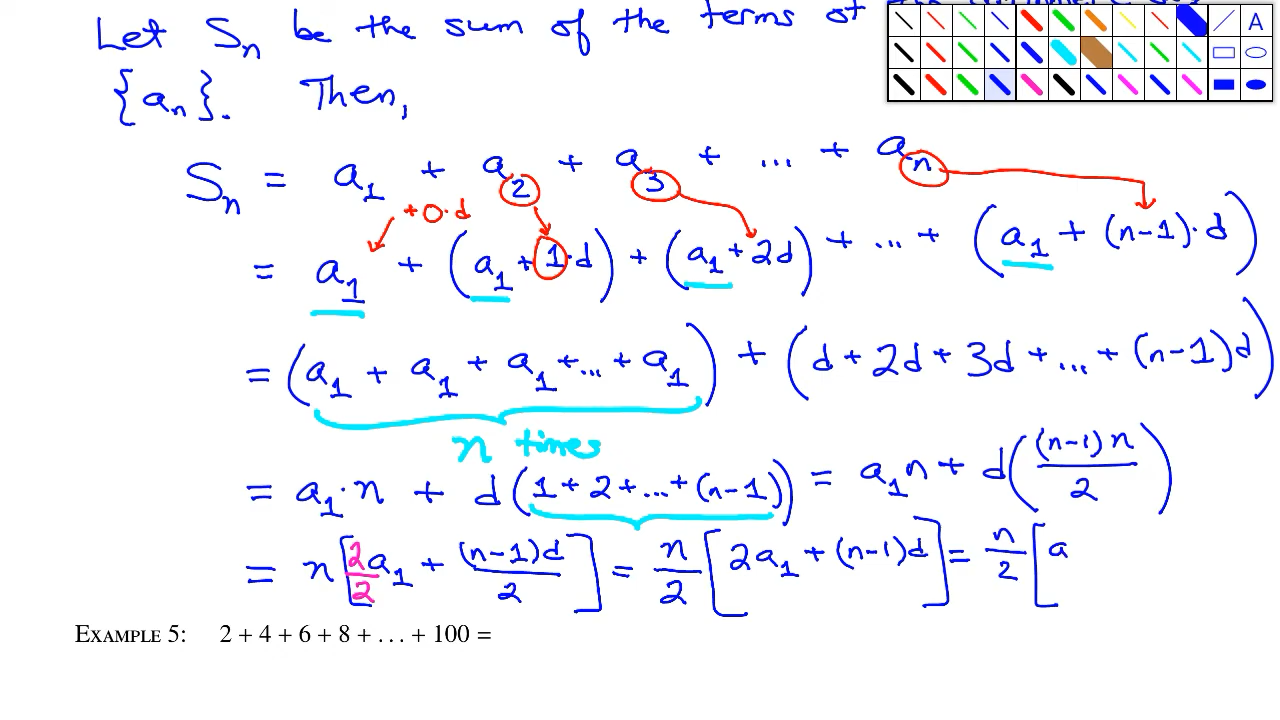 Let Sₙ be the sum of the terms of the
{aₙ}. Then,
Sₙ = a₁ + a₂ + a₃ + ... + aₙ
+0·d
= a₁ + (a₁ + 1·d) + (a₁ + 2d) + ... + (a₁ + (n-1)·d)
= (a₁ + a₁ + a₁ + ... + a₁) + (d + 2d + 3d + ... + (n-1)d)
n times
= a₁·n + d(1 + 2 + ... + (n-1)) = a₁n + d((n-1)n/2)
= n[2/2 a₁ + (n-1)d/2] = n/2 [2a₁ + (n-1)d] = n/2 [a
EXAMPLE 5: 2 + 4 + 6 + 8 + ... + 100 =
A